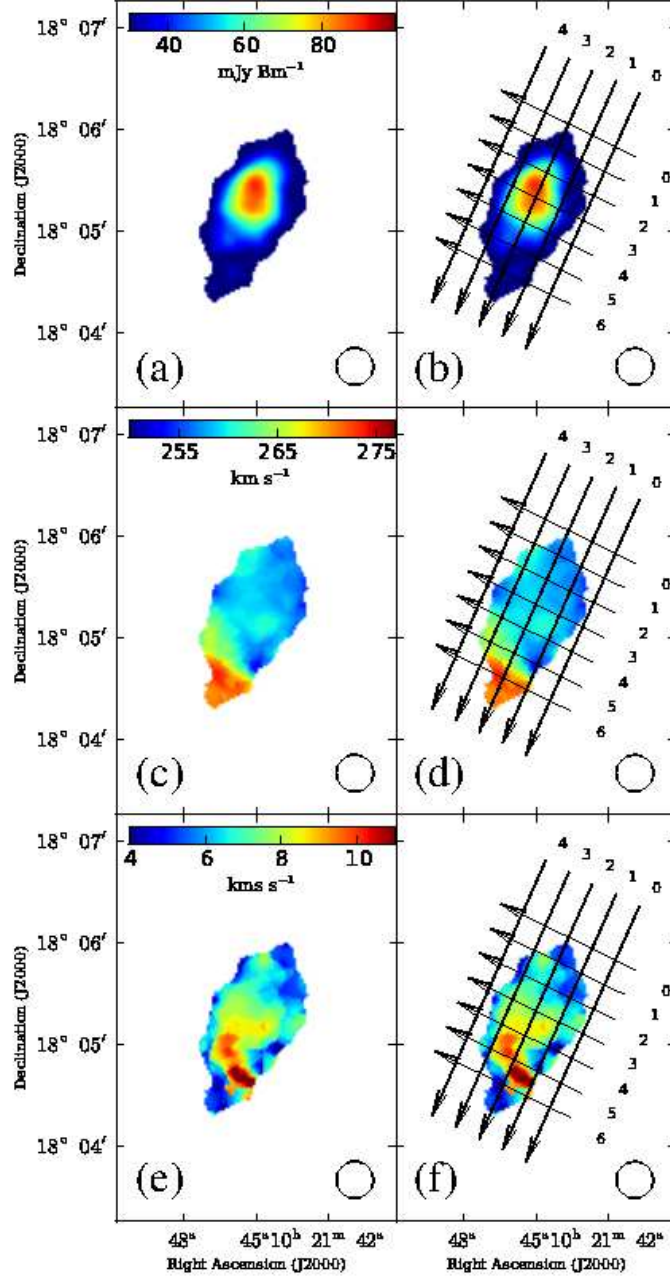 40 60 80
mJy Bm⁻¹
18° 07′
18° 06′
18° 05′
18° 04′
Declination (J2000)
(a)
4 3 2 1 0
0
1
2
3
4
5
6
(b)
255 265 275
km s⁻¹
18° 07′
18° 06′
18° 05′
18° 04′
Declination (J2000)
(c)
4 3 2 1 0
0
1
2
3
4
5
6
(d)
4 6 8 10
kms s⁻¹
18° 07′
18° 06′
18° 05′
18° 04′
Declination (J2000)
(e)
4 3 2 1 0
0
1
2
3
4
5
6
(f)
48ˢ 45ˢ10ʰ 21ᵐ 42ˢ
Right Ascension (J2000)
48ˢ 45ˢ10ʰ 21ᵐ 42ˢ
Right Ascension (J2000)